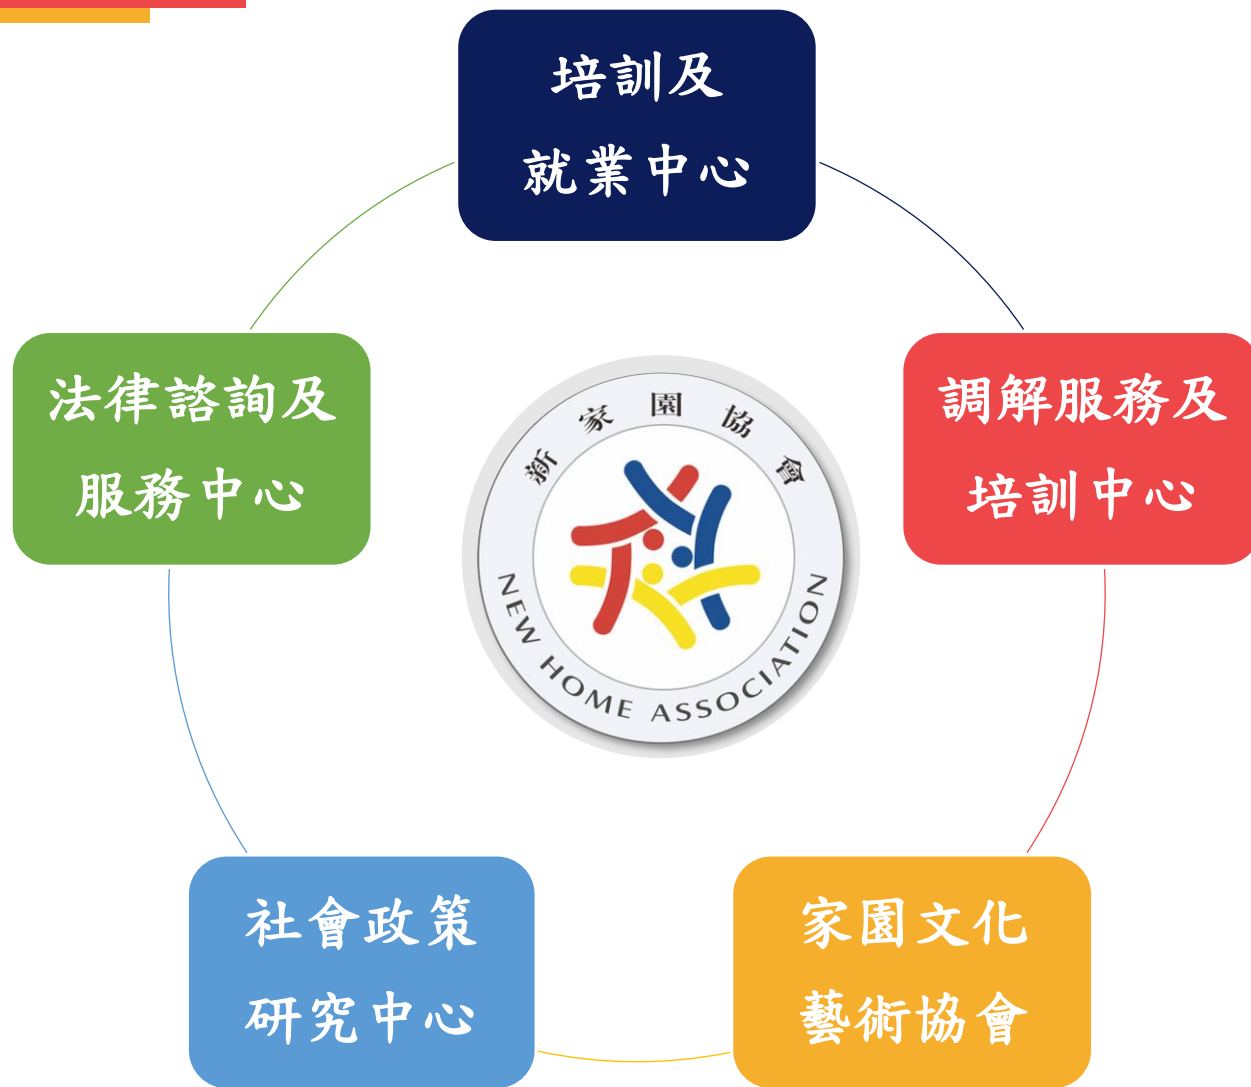 培訓及
就業中心
法律諮詢及
服務中心
調解服務及
培訓中心
新家園協會
NEW HOME ASSOCIATION
社會政策
研究中心
家園文化
藝術協會